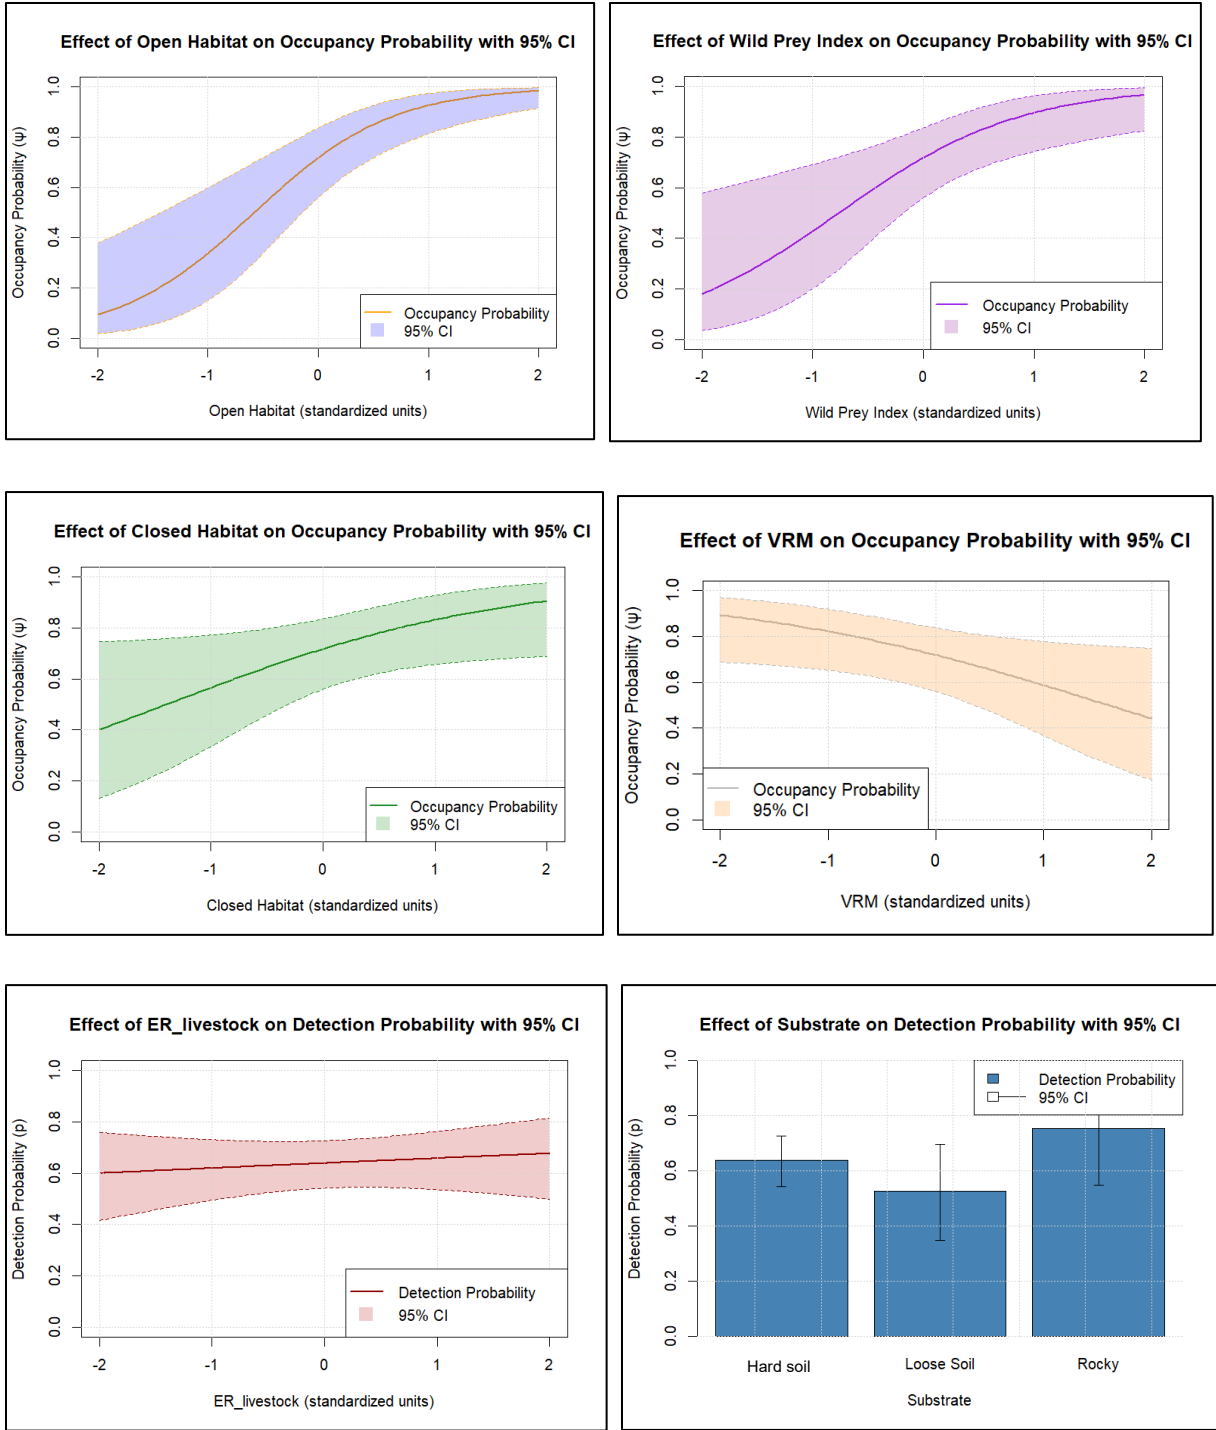 Effect of Open Habitat on Occupancy Probability with 95% CI
Occupancy Probability (ψ)
1.0
0.8
0.6
0.4
0.2
0.0
Occupancy Probability
95% CI
-2 -1 0 1 2
Open Habitat (standardized units)
Effect of Wild Prey Index on Occupancy Probability with 95% CI
Occupancy Probability (ψ)
1.0
0.8
0.6
0.4
0.2
0.0
Occupancy Probability
95% CI
-2 -1 0 1 2
Wild Prey Index (standardized units)
Effect of Closed Habitat on Occupancy Probability with 95% CI
Occupancy Probability (ψ)
1.0
0.8
0.6
0.4
0.2
0.0
Occupancy Probability
95% CI
-2 -1 0 1 2
Closed Habitat (standardized units)
Effect of VRM on Occupancy Probability with 95% CI
Occupancy Probability (ψ)
1.0
0.8
0.6
0.4
0.2
0.0
Occupancy Probability
95% CI
-2 -1 0 1 2
VRM (standardized units)
Effect of ER_livestock on Detection Probability with 95% CI
Detection Probability (p)
1.0
0.8
0.6
0.4
0.2
0.0
Detection Probability
95% CI
-2 -1 0 1 2
ER_livestock (standardized units)
Effect of Substrate on Detection Probability with 95% CI
Detection Probability (p)
1.0
0.8
0.6
0.4
0.2
0.0
Detection Probability
95% CI
Hard soil Loose Soil Rocky
Substrate